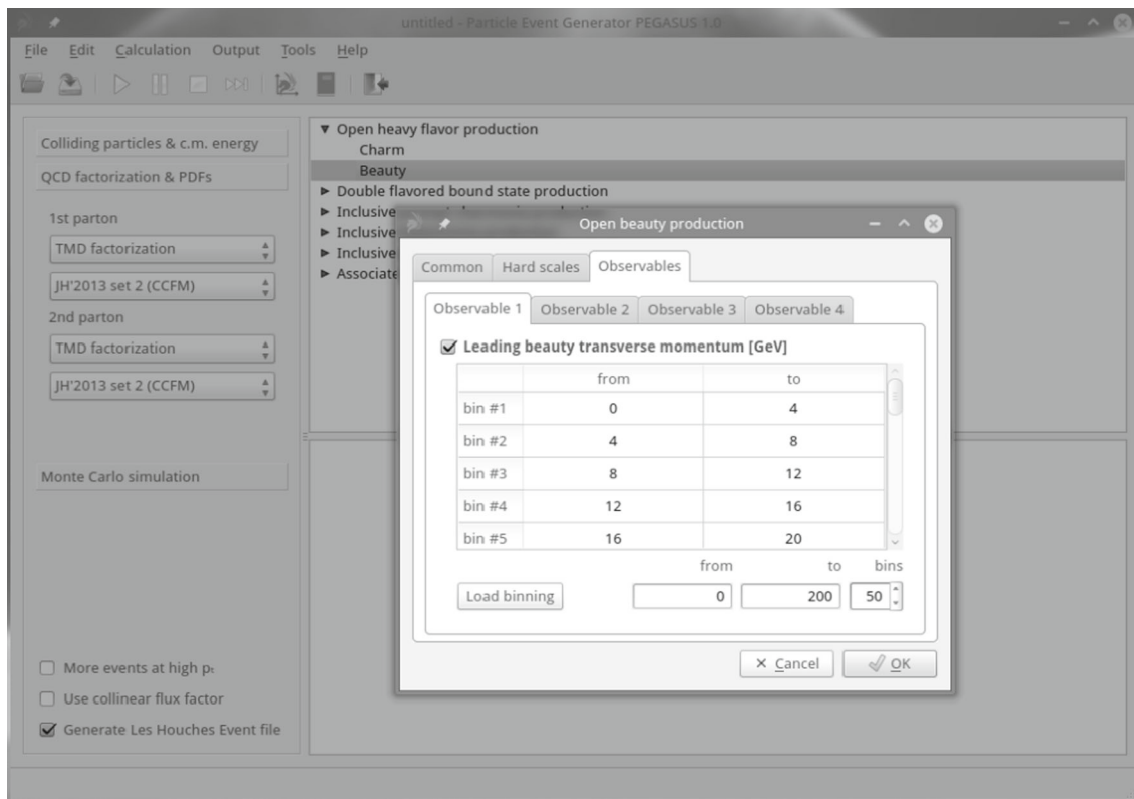 untitled - Particle Event Generator PEGASUS 1.0
File Edit Calculation Output Tools Help
Colliding particles & c.m. energy
QCD factorization & PDFs
1st parton
TMD factorization
JH'2013 set 2 (CCFM)
2nd parton
TMD factorization
JH'2013 set 2 (CCFM)
Monte Carlo simulation
More events at high pt
Use collinear flux factor
Generate Les Houches Event file
Open heavy flavor production
Charm
Beauty
Double flavored bound state production
Inclusive
Inclusive
Inclusive
Associate
Open beauty production
Common Hard scales Observables
Observable 1 Observable 2 Observable 3 Observable 4
Leading beauty transverse momentum [GeV]
from to
bin #1 0 4
bin #2 4 8
bin #3 8 12
bin #4 12 16
bin #5 16 20
from to bins
Load binning 0 200 50
Cancel OK